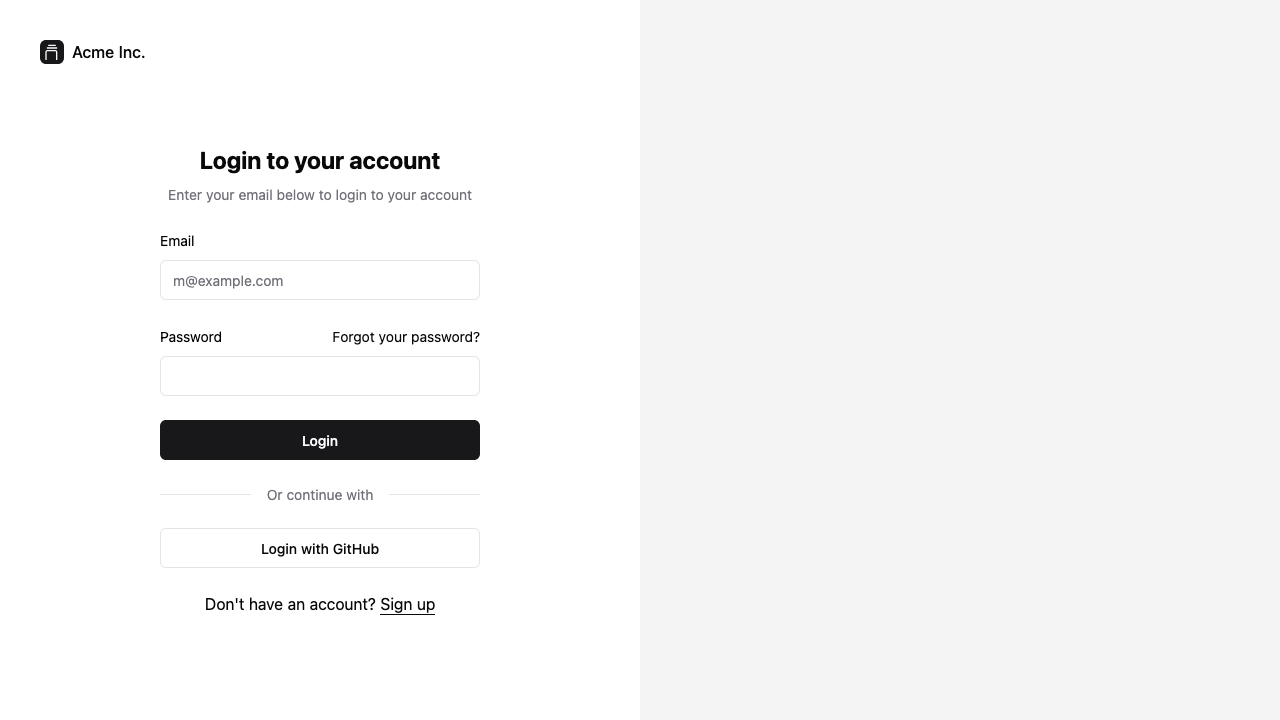 Acme Inc.
Login to your account
Enter your email below to login to your account
Email
m@example.com
Password
Forgot your password?
Login
Or continue with
Login with GitHub
Don't have an account? Sign up